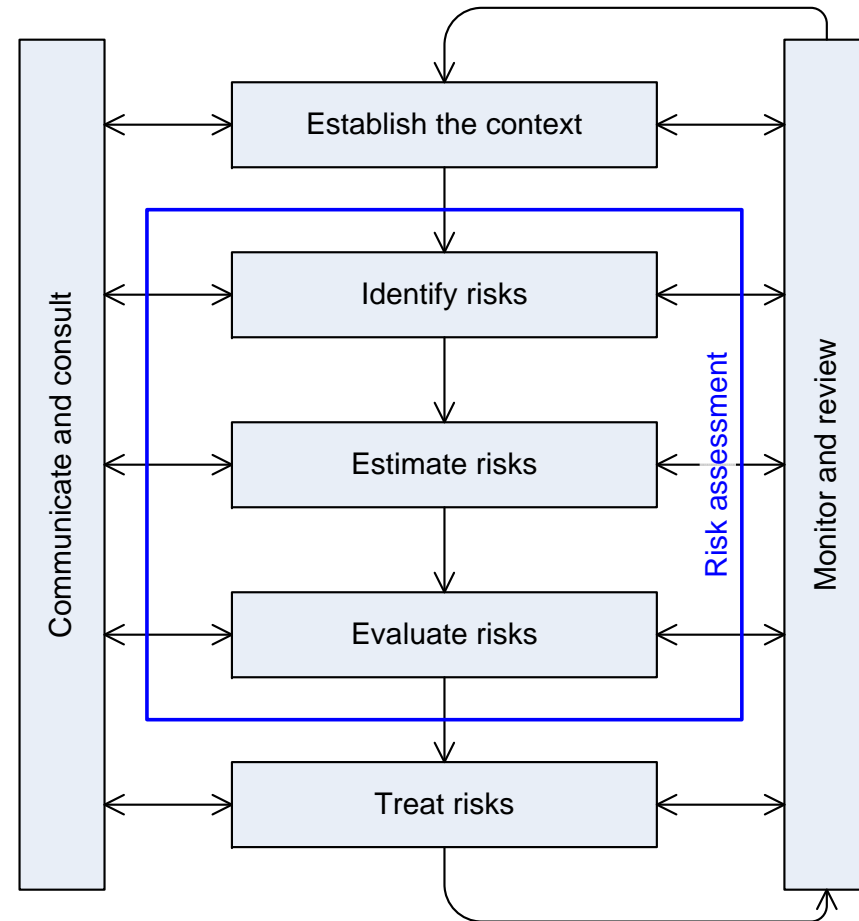 Establish the context
Communicate and consult
Identify risks
Estimate risks
Risk assessment
Monitor and review
Evaluate risks
Treat risks